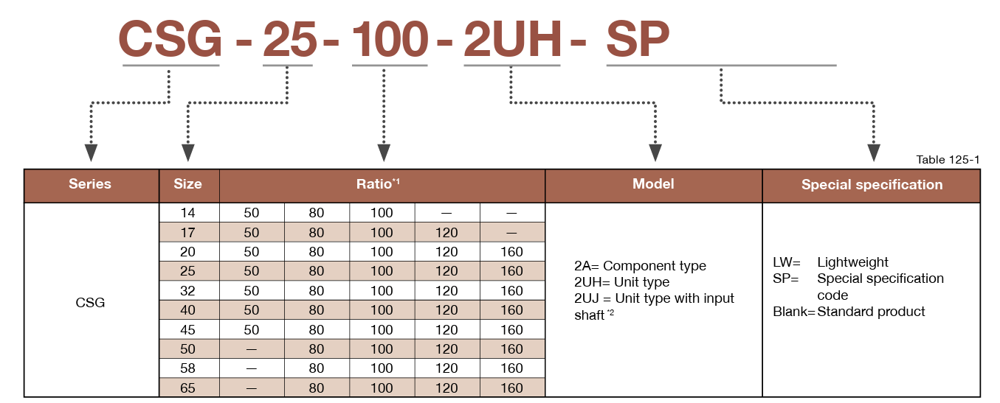 CSG - 25 - 100 - 2UH - SP
Table 125-1
Series Size Ratio*1 Model Special specification
14 50 80 100 — —
17 50 80 100 120 —
20 50 80 100 120 160
25 50 80 100 120 160
32 50 80 100 120 160
40 50 80 100 120 160
45 50 80 100 120 160
50 — 80 100 120 160
58 — 80 100 120 160
65 — 80 100 120 160
CSG
2A= Component type
2UH= Unit type
2UJ = Unit type with input
shaft*2
LW= Lightweight
SP= Special specification
code
Blank= Standard product